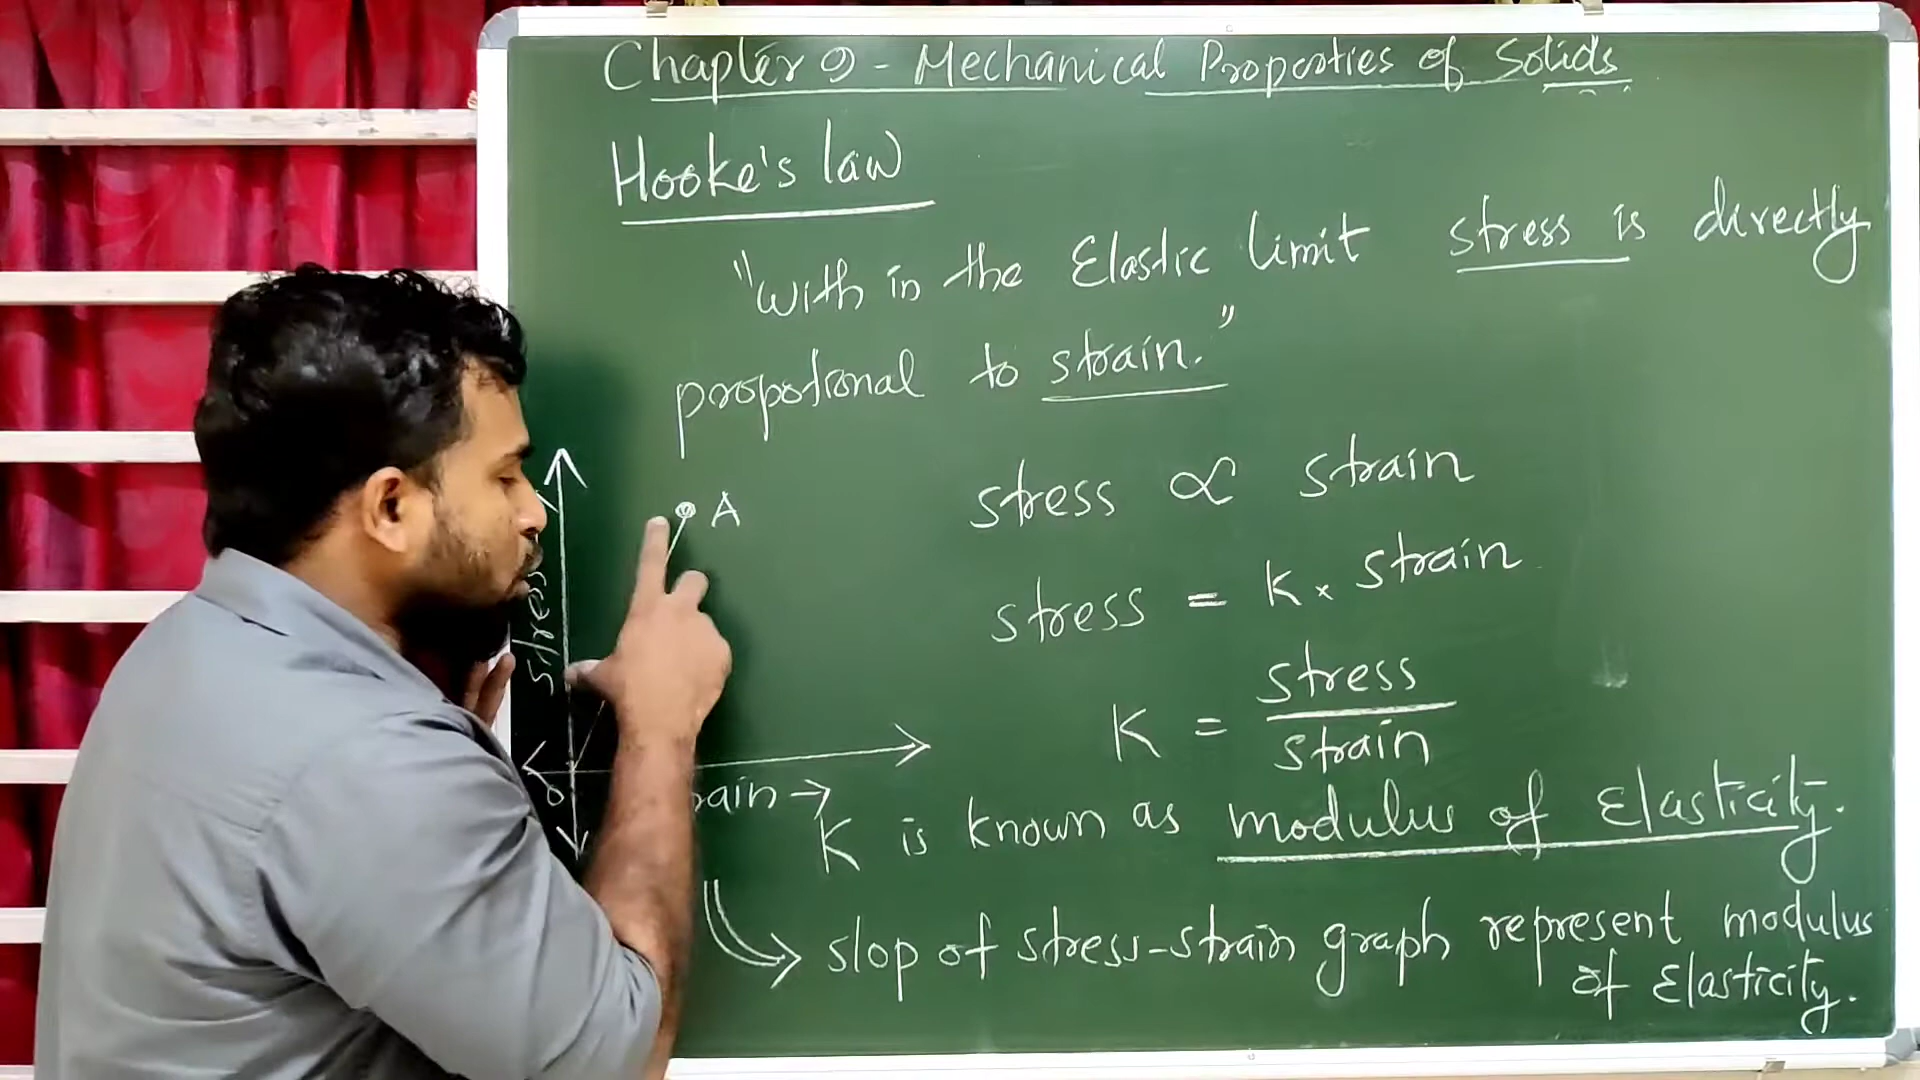 Chapter 9 - Mechanical Properties of Solids
Hooke's law
"with in the Elastic limit stress is directly
propotional to strain."
stress ∝ strain
stress = K × strain
K = stress / strain
K is known as modulus of Elasticity.
slop of stress-strain graph represent modulus
of Elasticity.
A
stress
O